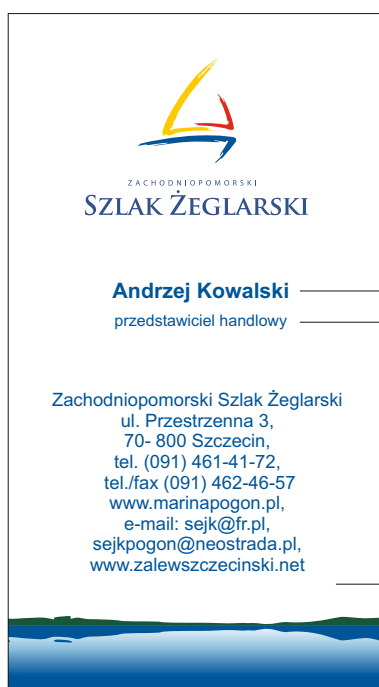 ZACHODNIOPOMORSKI
SZLAK ŻEGLARSKI
Andrzej Kowalski
przedstawiciel handlowy
Zachodniopomorski Szlak Żeglarski
ul. Przestrzenna 3,
70- 800 Szczecin,
tel. (091) 461-41-72,
tel./fax (091) 462-46-57
www.marinapogon.pl,
e-mail: sejk@fr.pl,
sejkpogon@neostrada.pl,
www.zalewszczecinski.net